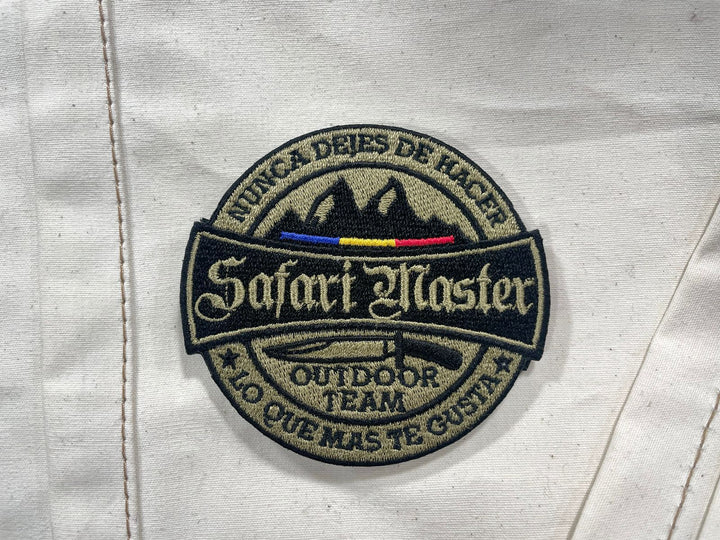 NUNCA DEJES DE HACER
Safari Master
OUTDOOR
TEAM
LO QUE MAS TE GUSTA